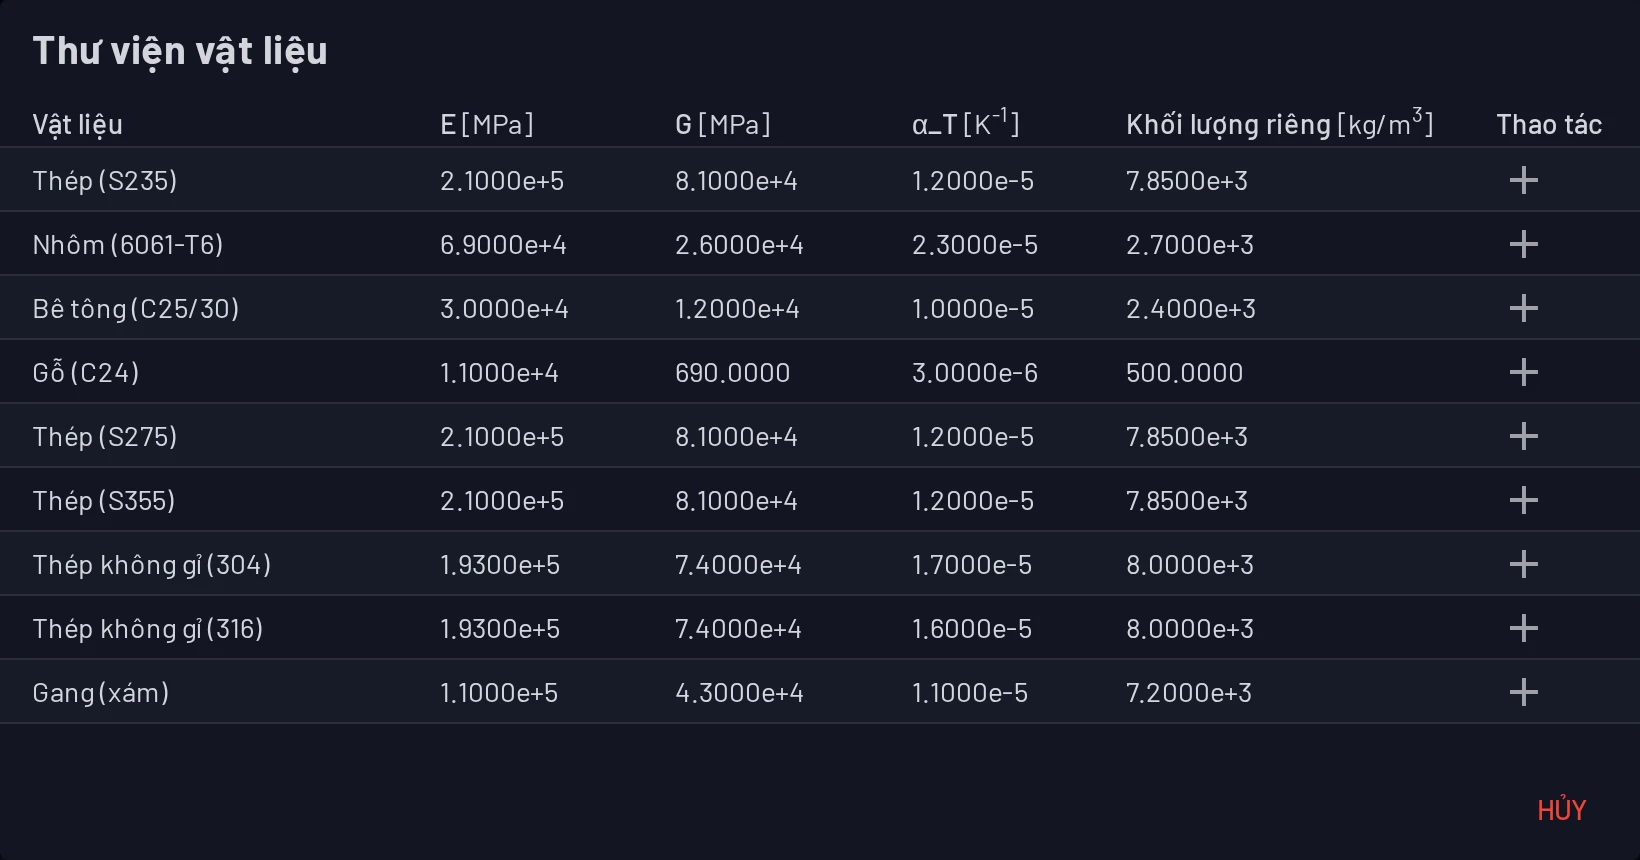 Thư viện vật liệu
Vật liệu E [MPa] G [MPa] α_T [K⁻¹] Khối lượng riêng [kg/m³] Thao tác
Thép (S235) 2.1000e+5 8.1000e+4 1.2000e-5 7.8500e+3
Nhôm (6061-T6) 6.9000e+4 2.6000e+4 2.3000e-5 2.7000e+3
Bê tông (C25/30) 3.0000e+4 1.2000e+4 1.0000e-5 2.4000e+3
Gỗ (C24) 1.1000e+4 690.0000 3.0000e-6 500.0000
Thép (S275) 2.1000e+5 8.1000e+4 1.2000e-5 7.8500e+3
Thép (S355) 2.1000e+5 8.1000e+4 1.2000e-5 7.8500e+3
Thép không gỉ (304) 1.9300e+5 7.4000e+4 1.7000e-5 8.0000e+3
Thép không gỉ (316) 1.9300e+5 7.4000e+4 1.6000e-5 8.0000e+3
Gang (xám) 1.1000e+5 4.3000e+4 1.1000e-5 7.2000e+3
HỦY